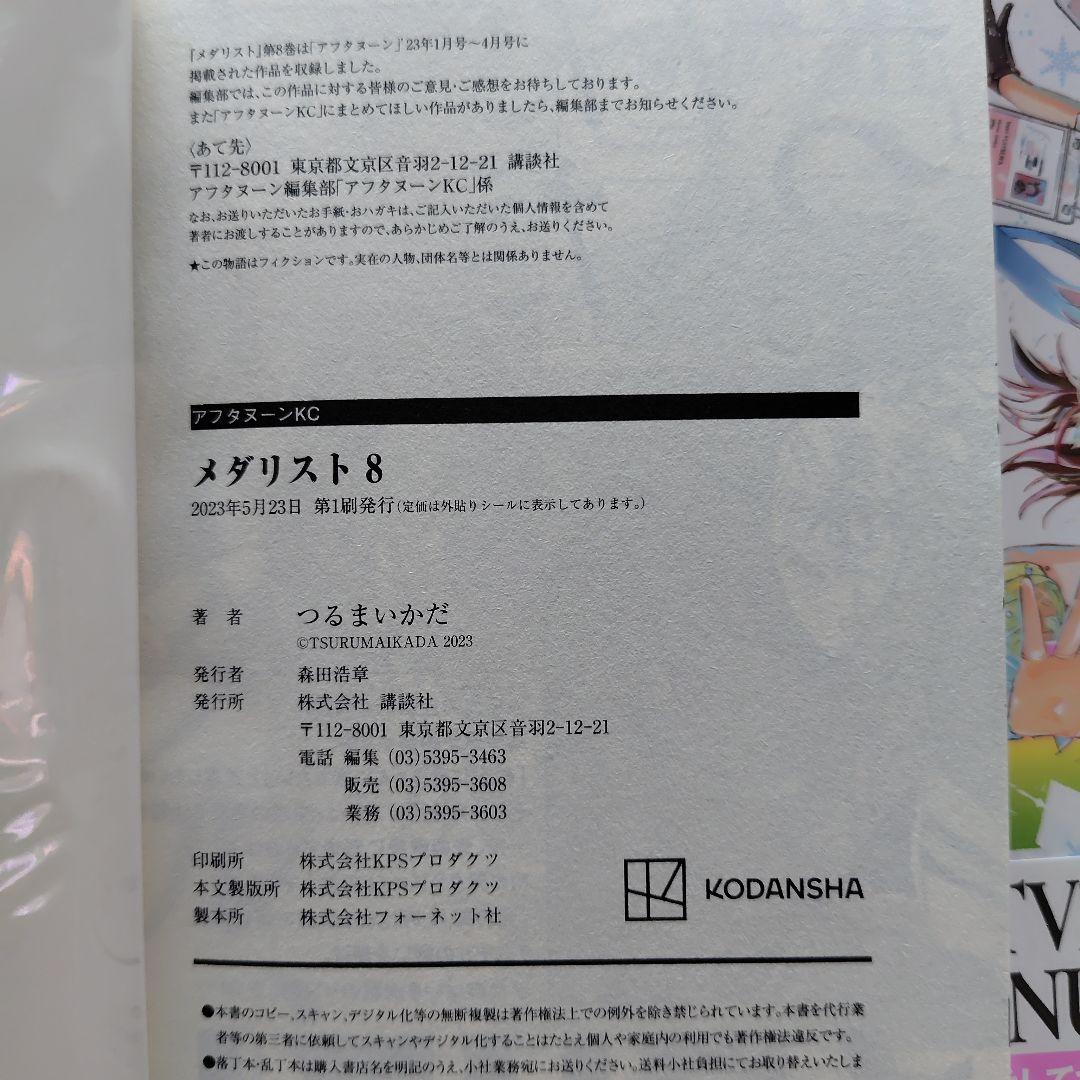 『メダリスト』第8巻は「アフタヌーン」'23年1月号～4月号に
掲載された作品を収録しました。
編集部では、この作品に対する皆様のご意見・ご感想をお待ちしております。
また「アフタヌーンKC」にまとめてほしい作品がありましたら、編集部までお知らせください。
〈あて先〉
〒112-8001 東京都文京区音羽2-12-21 講談社
アフタヌーン編集部「アフタヌーンKC」係
なお、お送りいただいたお手紙・おハガキは、ご記入いただいた個人情報を含めて
著者にお渡しすることがありますので、あらかじめご了解のうえ、お送りください。
★この物語はフィクションです。実在の人物、団体名等とは関係ありません。
アフタヌーンKC
メダリスト 8
2023年5月23日 第1刷発行(定価は外貼りシールに表示してあります。)
著 者 つるまいかだ
©TSURUMAIKADA 2023
発行者 森田浩章
発行所 株式会社 講談社
〒112-8001 東京都文京区音羽2-12-21
電話 編集 (03)5395-3463
販売 (03)5395-3608
業務 (03)5395-3603
印刷所 株式会社KPSプロダクツ
本文製版所 株式会社KPSプロダクツ
製本所 株式会社フォーネット社
KODANSHA
●本書のコピー、スキャン、デジタル化等の無断複製は著作権法上での例外を除き禁じられています。本書を代行業
者等の第三者に依頼してスキャンやデジタル化することはたとえ個人や家庭内の利用でも著作権法違反です。
●落丁本・乱丁本は購入書店名を明記のうえ、小社業務宛にお送りください。送料小社負担にてお取り替えいたしま
TV
NU